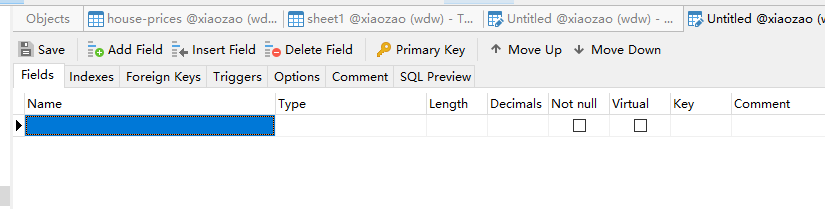 Objects house-prices @xiaozao (wd... sheet1 @xiaozao (wdw) - T... Untitled @xiaozao (wdw) - ... Untitled @xiaozao (w
Save Add Field Insert Field Delete Field Primary Key Move Up Move Down
Fields Indexes Foreign Keys Triggers Options Comment SQL Preview
Name Type Length Decimals Not null Virtual Key Comment